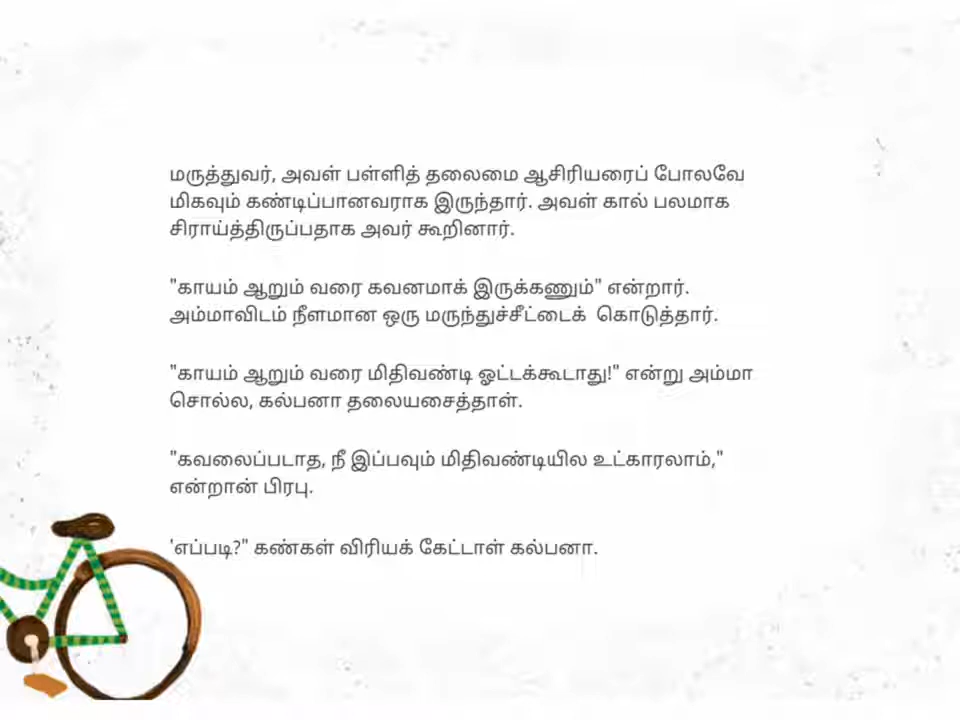 மருத்துவர், அவள் பள்ளித் தலைமை ஆசிரியரைப் போலவே
மிகவும் கண்டிப்பானவராக இருந்தார். அவள் கால் பலமாக
சிராய்த்திருப்பதாக அவர் கூறினார்.
"காயம் ஆறும் வரை கவனமாக் இருக்கணும்" என்றார்.
அம்மாவிடம் நீளமான ஒரு மருந்துச்சீட்டைக் கொடுத்தார்.
"காயம் ஆறும் வரை மிதிவண்டி ஓட்டக்கூடாது!" என்று அம்மா
சொல்ல, கல்பனா தலையசைத்தாள்.
"கவலைப்படாத, நீ இப்பவும் மிதிவண்டியில உட்காரலாம்,"
என்றான் பிரபு.
'எப்படி?" கண்கள் விரியக் கேட்டாள் கல்பனா.